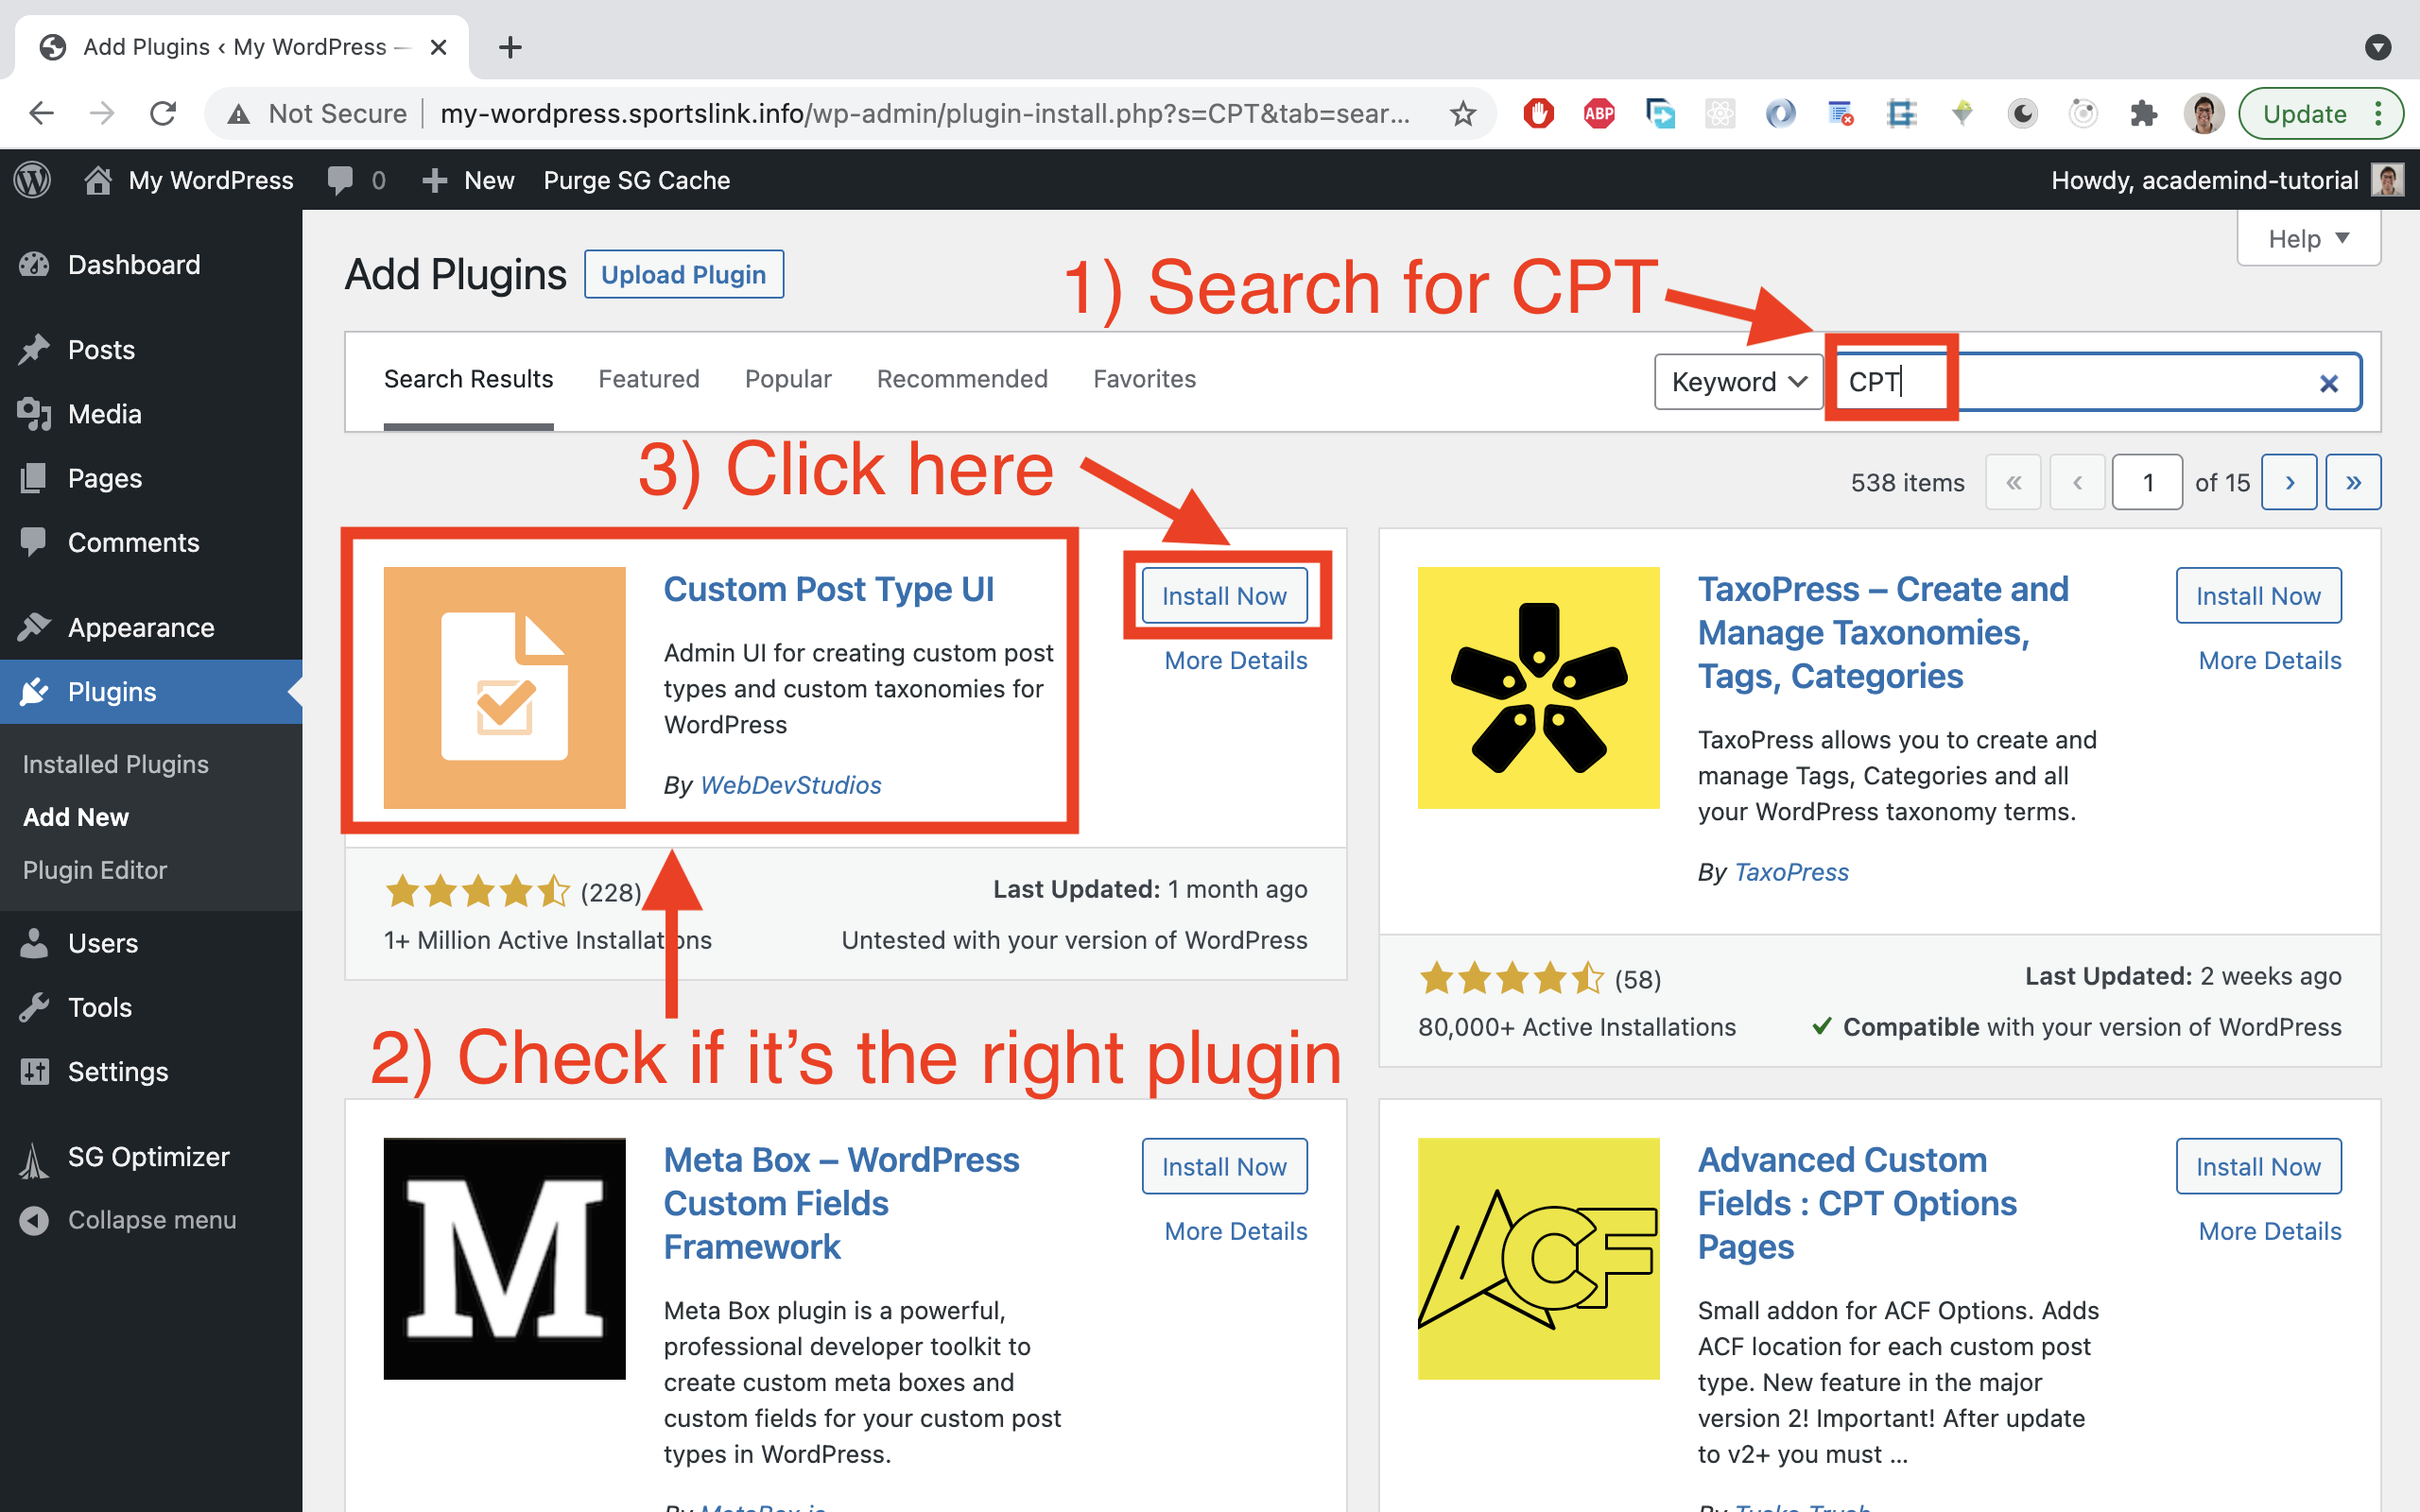 Add Plugins ‹ My WordPress —
Not Secure
my-wordpress.sportslink.info/wp-admin/plugin-install.php?s=CPT&tab=sear...
ABP
Update
My WordPress
0
New
Purge SG Cache
Howdy, academind-tutorial
Dashboard
Posts
Media
Pages
Comments
Appearance
Plugins
Installed Plugins
Add New
Plugin Editor
Users
Tools
Settings
SG Optimizer
Collapse menu
Help
Add Plugins
Upload Plugin
1) Search for CPT
Search Results
Featured
Popular
Recommended
Favorites
Keyword
CPT
3) Click here
538 items
«
‹
1
of 15
›
»
Custom Post Type UI
Admin UI for creating custom post
types and custom taxonomies for
WordPress
By WebDevStudios
Install Now
More Details
(228)
1+ Million Active Installations
Last Updated: 1 month ago
Untested with your version of WordPress
2) Check if it’s the right plugin
TaxoPress – Create and
Manage Taxonomies,
Tags, Categories
TaxoPress allows you to create and
manage Tags, Categories and all
your WordPress taxonomy terms.
By TaxoPress
Install Now
More Details
(58)
80,000+ Active Installations
Last Updated: 2 weeks ago
Compatible with your version of WordPress
M
Meta Box – WordPress
Custom Fields
Framework
Meta Box plugin is a powerful,
professional developer toolkit to
create custom meta boxes and
custom fields for your custom post
types in WordPress.
By MetaBox.io
Install Now
More Details
ACF
Advanced Custom
Fields : CPT Options
Pages
Small addon for ACF Options. Adds
ACF location for each custom post
type. New feature in the major
version 2! Important! After update
to v2+ you must ...
By
Install Now
More Details